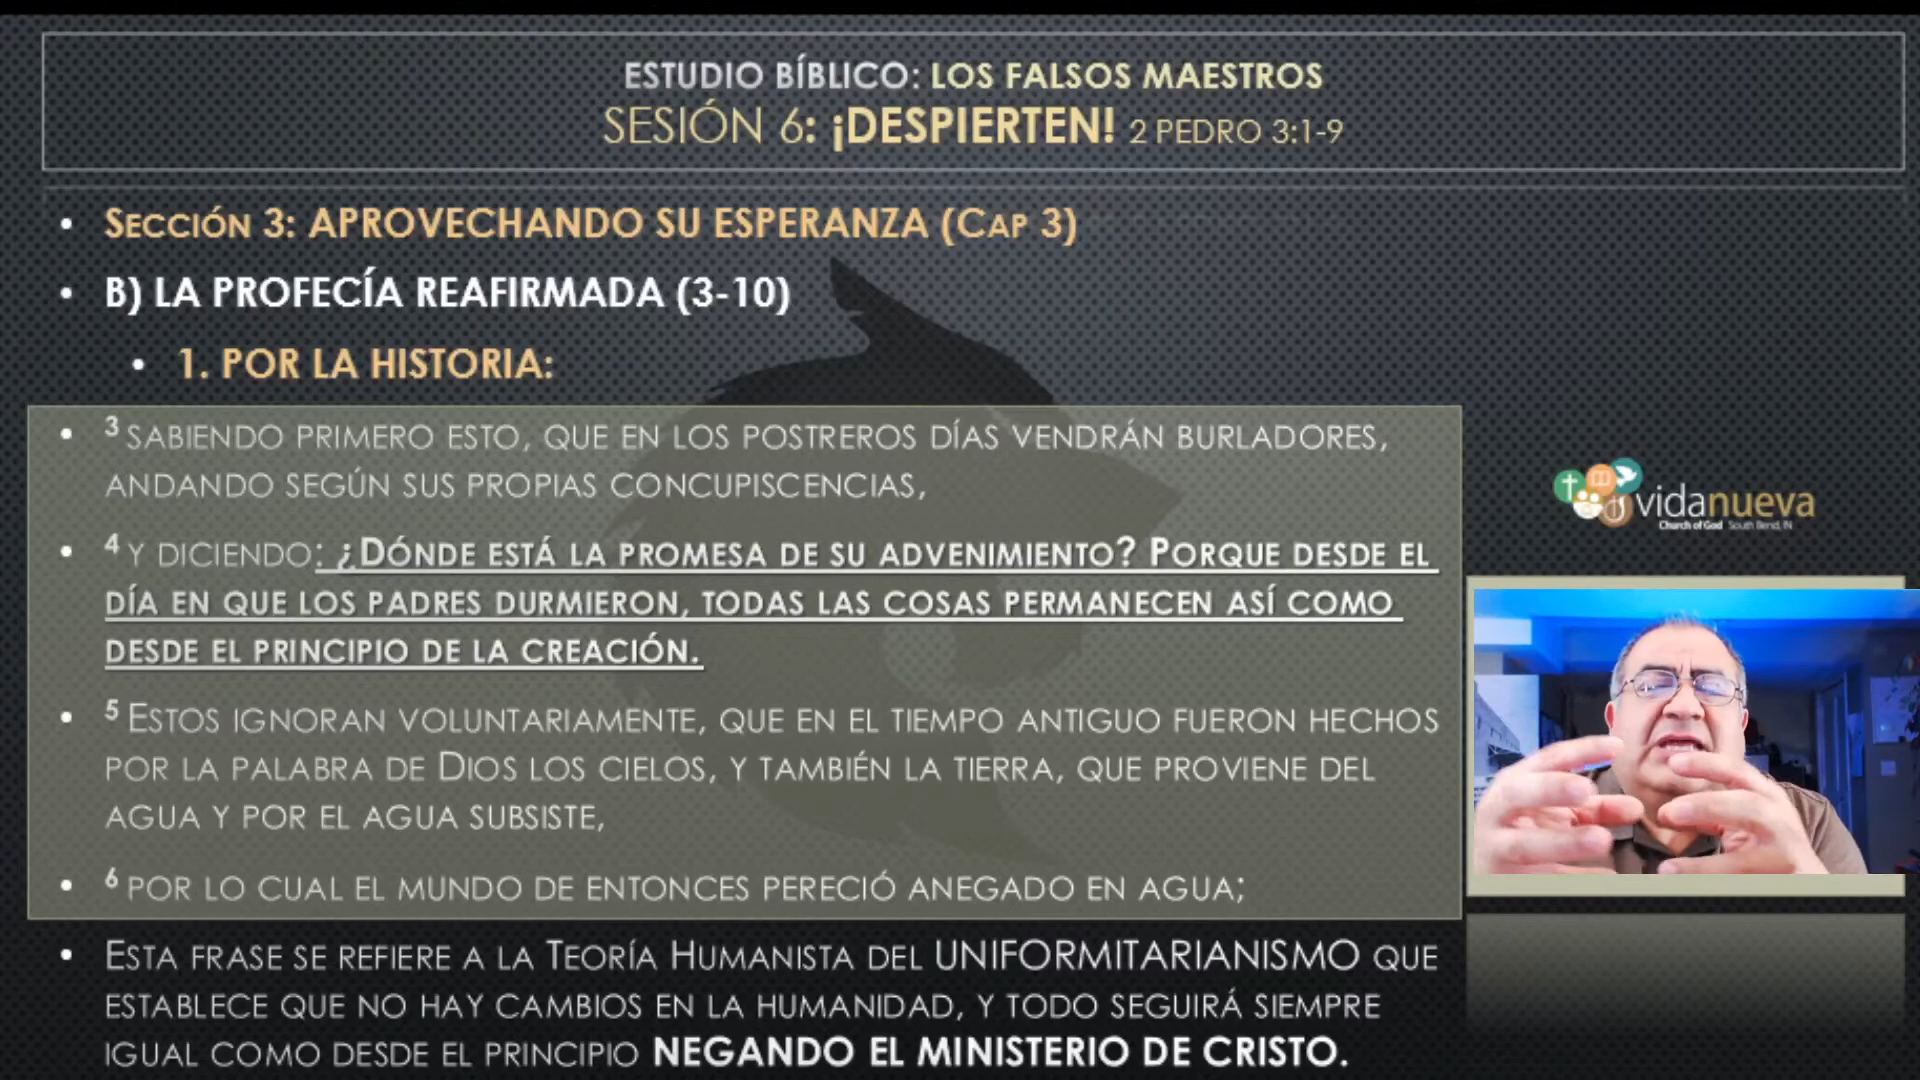 ESTUDIO BÍBLICO: LOS FALSOS MAESTROS
SESIÓN 6: ¡DESPIERTEN! 2 PEDRO 3:1-9
• SECCIÓN 3: APROVECHANDO SU ESPERANZA (CAP 3)
• B) LA PROFECÍA REAFIRMADA (3-10)
• 1. POR LA HISTORIA:
• 3 SABIENDO PRIMERO ESTO, QUE EN LOS POSTREROS DÍAS VENDRÁN BURLADORES,
ANDANDO SEGÚN SUS PROPIAS CONCUPISCENCIAS,
• 4 Y DICIENDO: ¿DÓNDE ESTÁ LA PROMESA DE SU ADVENIMIENTO? PORQUE DESDE EL
DÍA EN QUE LOS PADRES DURMIERON, TODAS LAS COSAS PERMANECEN ASÍ COMO
DESDE EL PRINCIPIO DE LA CREACIÓN.
• 5 ESTOS IGNORAN VOLUNTARIAMENTE, QUE EN EL TIEMPO ANTIGUO FUERON HECHOS
POR LA PALABRA DE DIOS LOS CIELOS, Y TAMBIÉN LA TIERRA, QUE PROVIENE DEL
AGUA Y POR EL AGUA SUBSISTE,
• 6 POR LO CUAL EL MUNDO DE ENTONCES PERECIÓ ANEGADO EN AGUA;
• ESTA FRASE SE REFIERE A LA TEORÍA HUMANISTA DEL UNIFORMITARIANISMO QUE
ESTABLECE QUE NO HAY CAMBIOS EN LA HUMANIDAD, Y TODO SEGUIRÁ SIEMPRE
IGUAL COMO DESDE EL PRINCIPIO NEGANDO EL MINISTERIO DE CRISTO.
vidanueva
Church of God South Bend, IN